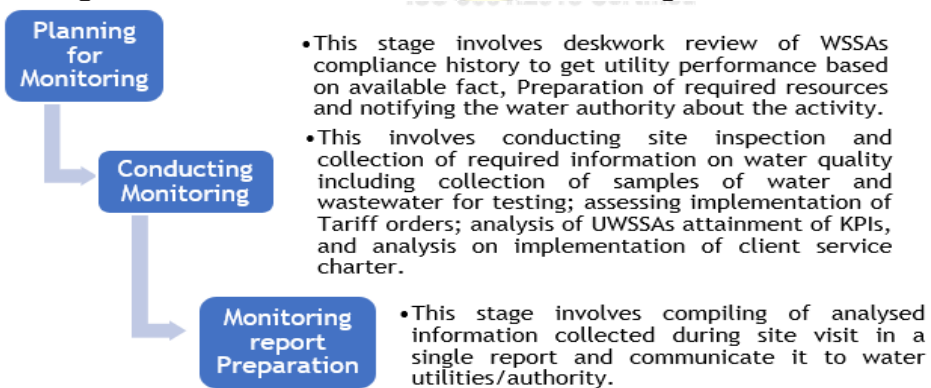 Planning
for
Monitoring
•This stage involves deskwork review of WSSAs
compliance history to get utility performance based
on available fact, Preparation of required resources
and notifying the water authority about the activity.
Conducting
Monitoring
•This involves conducting site inspection and
collection of required information on water quality
including collection of samples of water and
wastewater for testing; assessing implementation of
Tariff orders; analysis of UWSSAs attainment of KPIs,
and analysis on implementation of client service
charter.
Monitoring
report
Preparation
•This stage involves compiling of analysed
information collected during site visit in a
single report and communicate it to water
utilities/authority.